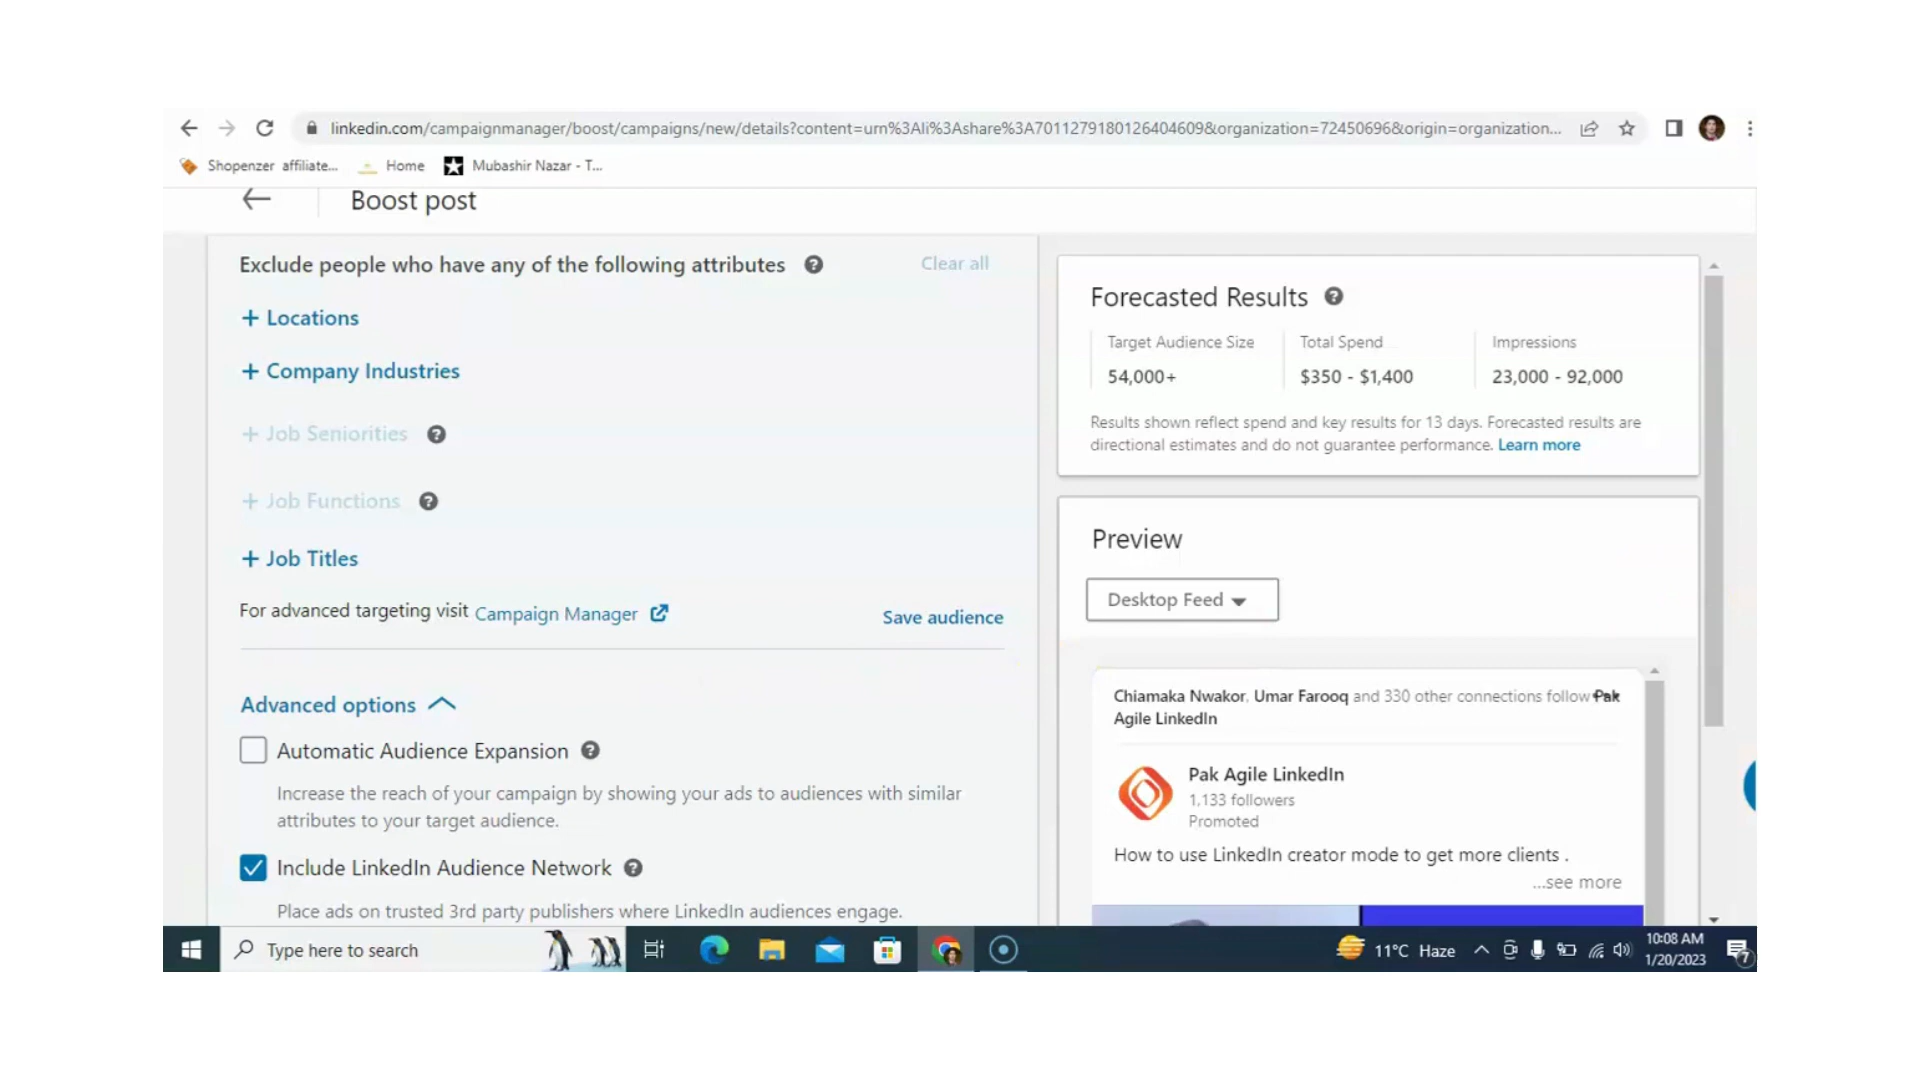 linkedin.com/campaignmanager/boost/campaigns/new/details?content=urn%3Ali%3Ashare%3A7011279180126404609&organization=72450696&origin=organization...
Shopenzer affiliate... Home Mubashir Nazar - T...
Boost post
Exclude people who have any of the following attributes Clear all
+ Locations
+ Company Industries
+ Job Seniorities
+ Job Functions
+ Job Titles
For advanced targeting visit Campaign Manager Save audience
Advanced options
Automatic Audience Expansion
Increase the reach of your campaign by showing your ads to audiences with similar
attributes to your target audience.
Include LinkedIn Audience Network
Place ads on trusted 3rd party publishers where LinkedIn audiences engage.
Forecasted Results
Target Audience Size Total Spend Impressions
54,000+ $350 - $1,400 23,000 - 92,000
Results shown reflect spend and key results for 13 days. Forecasted results are
directional estimates and do not guarantee performance. Learn more
Preview
Desktop Feed
Chiamaka Nwakor, Umar Farooq and 330 other connections follow Pak
Agile LinkedIn
Pak Agile LinkedIn
1,133 followers
Promoted
How to use LinkedIn creator mode to get more clients .
...see more
Type here to search
11°C Haze
10:08 AM
1/20/2023
7